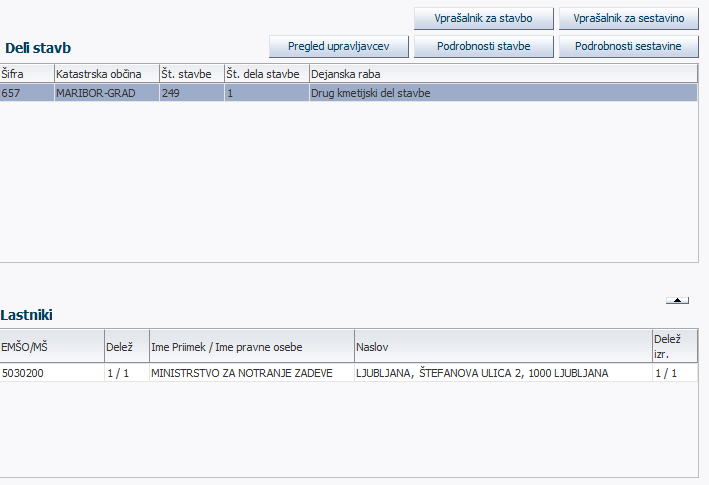 Vprašalnik za stavbo Vprašalnik za sestavino
Deli stavb Pregled upravljavcev Podrobnosti stavbe Podrobnosti sestavine
Šifra Katastrska občina Št. stavbe Št. dela stavbe Dejanska raba
657 MARIBOR-GRAD 249 1 Drug kmetijski del stavbe
Lastniki
EMŠO/MŠ Delež Ime Priimek / Ime pravne osebe Naslov Delež izr.
5030200 1 / 1 MINISTRSTVO ZA NOTRANJE ZADEVE LJUBLJANA, ŠTEFANOVA ULICA 2, 1000 LJUBLJANA 1 / 1